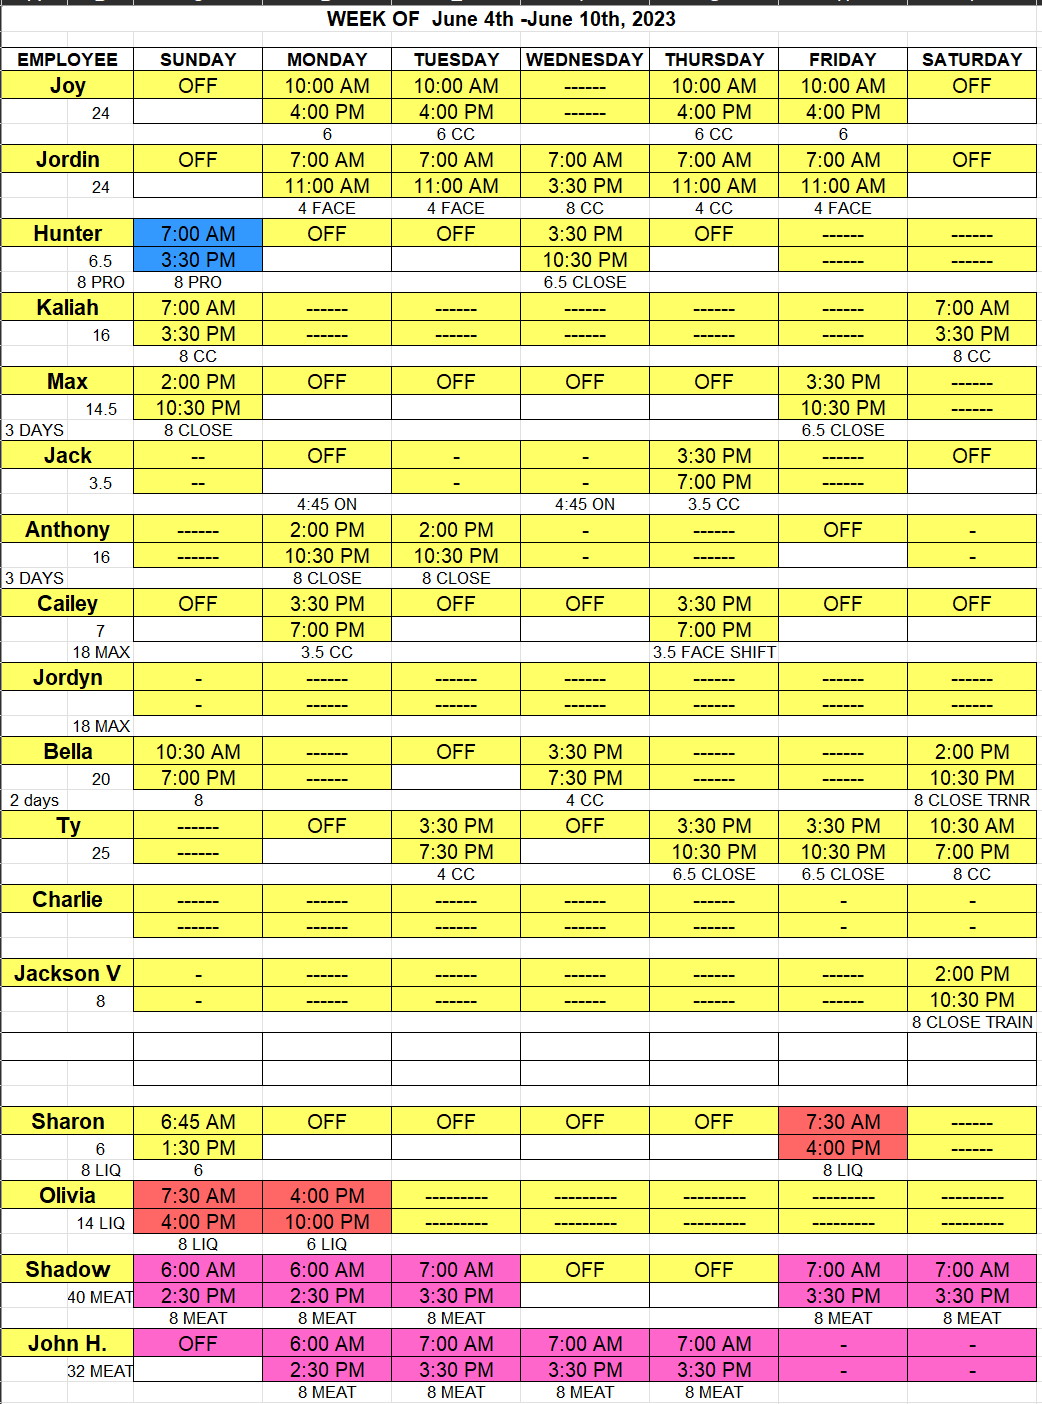 WEEK OF June 4th -June 10th, 2023
EMPLOYEE SUNDAY MONDAY TUESDAY WEDNESDAY THURSDAY FRIDAY SATURDAY
Joy OFF 10:00 AM 10:00 AM ------ 10:00 AM 10:00 AM OFF
24 4:00 PM 4:00 PM ------ 4:00 PM 4:00 PM
6 6 CC 6 CC 6
Jordin OFF 7:00 AM 7:00 AM 7:00 AM 7:00 AM 7:00 AM OFF
24 11:00 AM 11:00 AM 3:30 PM 11:00 AM 11:00 AM
4 FACE 4 FACE 8 CC 4 CC 4 FACE
Hunter 7:00 AM OFF OFF 3:30 PM OFF ------ ------
6.5 3:30 PM 10:30 PM ------ ------
8 PRO 8 PRO 6.5 CLOSE
Kaliah 7:00 AM ------ ------ ------ ------ ------ 7:00 AM
16 3:30 PM ------ ------ ------ ------ ------ 3:30 PM
8 CC 8 CC
Max 2:00 PM OFF OFF OFF OFF 3:30 PM ------
14.5 10:30 PM 10:30 PM ------
3 DAYS 8 CLOSE 6.5 CLOSE
Jack -- OFF - - 3:30 PM ------ OFF
3.5 -- - - 7:00 PM ------
4:45 ON 4:45 ON 3.5 CC
Anthony ------ 2:00 PM 2:00 PM - ------ OFF -
16 ------ 10:30 PM 10:30 PM - ------ -
3 DAYS 8 CLOSE 8 CLOSE
Cailey OFF 3:30 PM OFF OFF 3:30 PM OFF OFF
7 7:00 PM 7:00 PM
18 MAX 3.5 CC 3.5 FACE SHIFT
Jordyn - ------ ------ ------ ------ ------ ------
- ------ ------ ------ ------ ------ ------
18 MAX
Bella 10:30 AM ------ OFF 3:30 PM ------ ------ 2:00 PM
20 7:00 PM ------ 7:30 PM ------ ------ 10:30 PM
2 days 8 4 CC 8 CLOSE TRNR
Ty ------ OFF 3:30 PM OFF 3:30 PM 3:30 PM 10:30 AM
25 ------ 7:30 PM 10:30 PM 10:30 PM 7:00 PM
4 CC 6.5 CLOSE 6.5 CLOSE 8 CC
Charlie ------ ------ ------ ------ ------ - -
------ ------ ------ ------ ------ - -
Jackson V - ------ ------ ------ ------ ------ 2:00 PM
8 - ------ ------ ------ ------ ------ 10:30 PM
8 CLOSE TRAIN
Sharon 6:45 AM OFF OFF OFF OFF 7:30 AM ------
6 1:30 PM 4:00 PM ------
8 LIQ 6 8 LIQ
Olivia 7:30 AM 4:00 PM --------- --------- --------- --------- ---------
14 LIQ 4:00 PM 10:00 PM --------- --------- --------- --------- ---------
8 LIQ 6 LIQ
Shadow 6:00 AM 6:00 AM 7:00 AM OFF OFF 7:00 AM 7:00 AM
40 MEAT 2:30 PM 2:30 PM 3:30 PM 3:30 PM 3:30 PM
8 MEAT 8 MEAT 8 MEAT 8 MEAT 8 MEAT
John H. OFF 6:00 AM 7:00 AM 7:00 AM 7:00 AM - -
32 MEAT 2:30 PM 3:30 PM 3:30 PM 3:30 PM - -
8 MEAT 8 MEAT 8 MEAT 8 MEAT